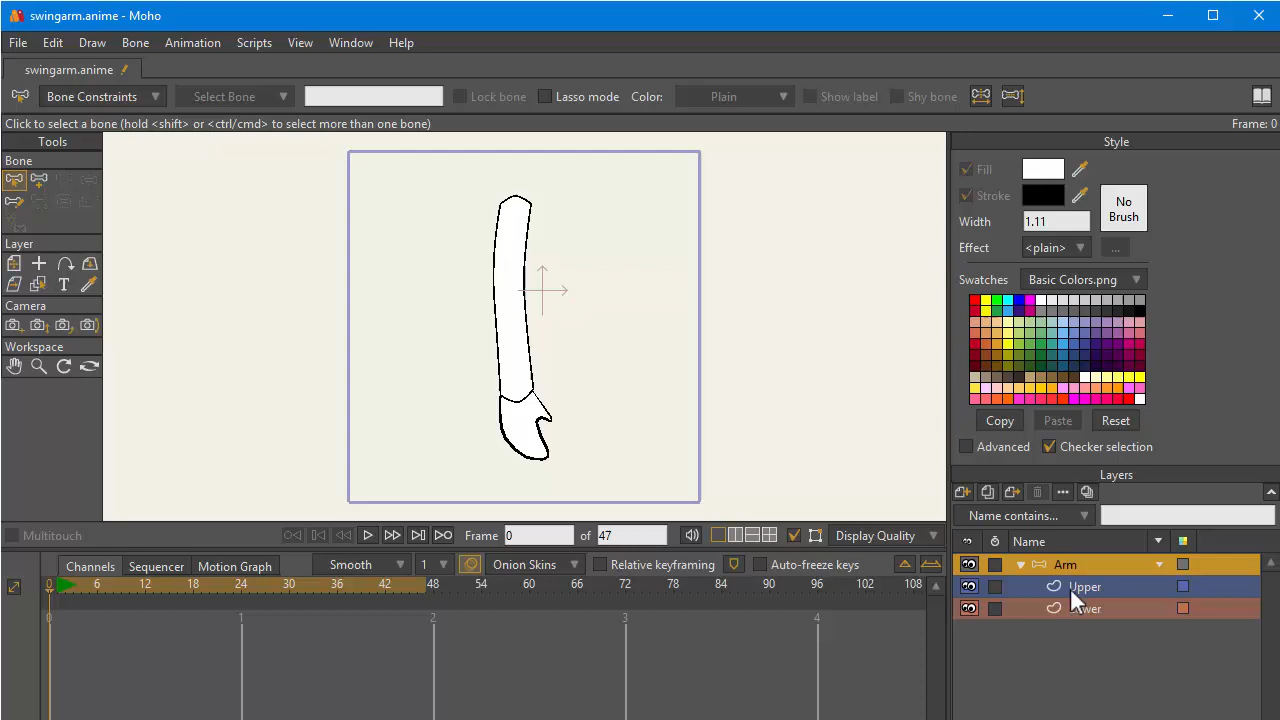 swingarm.anime - Moho
File Edit Draw Bone Animation Scripts View Window Help
swingarm.anime
Bone Constraints Select Bone Lock bone Lasso mode Color: Plain Show label Shy bone
Click to select a bone (hold <shift> or <ctrl/cmd> to select more than one bone) Frame: 0
Tools
Bone
Layer
Camera
Workspace
Style
Fill
Stroke
No Brush
Width 1.11
Effect <plain> ...
Swatches Basic Colors.png
Copy Paste Reset
Advanced Checker selection
Layers
Name contains...
Name
Arm
Upper
Multitouch Frame 0 of 47 Display Quality
Channels Sequencer Motion Graph Smooth 1 Onion Skins Relative keyframing Auto-freeze keys
0 6 12 18 24 30 36 42 48 54 60 66 72 78 84 90 96 102 108
0 1 2 3 4